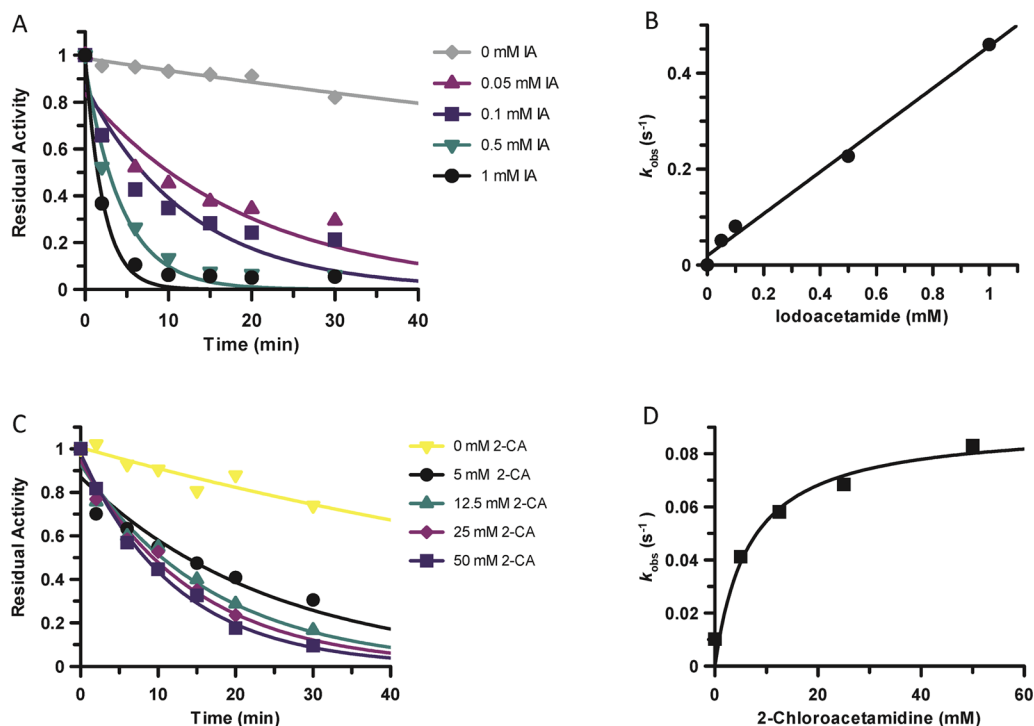 A
1
0.8
0.6
0.4
0.2
0
Residual Activity
0 10 20 30 40
Time (min)
0 mM IA
0.05 mM IA
0.1 mM IA
0.5 mM IA
1 mM IA
B
0.4
0.2
0
kobs (s⁻¹)
0 0.2 0.4 0.6 0.8 1
Iodoacetamide (mM)
C
1
0.8
0.6
0.4
0.2
0
Residual Activity
0 10 20 30 40
Time (min)
0 mM 2-CA
5 mM 2-CA
12.5 mM 2-CA
25 mM 2-CA
50 mM 2-CA
D
0.08
0.06
0.04
0.02
0
kobs (s⁻¹)
0 20 40 60
2-Chloroacetamidine (mM)